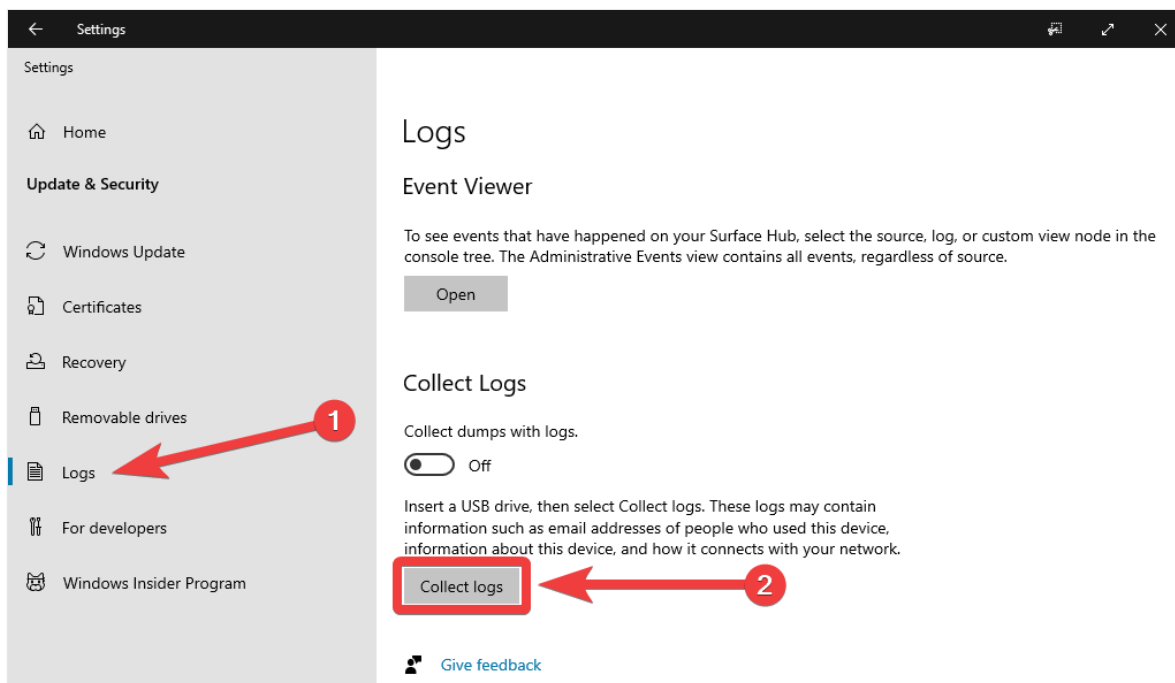 Settings
Settings
Home
Update & Security
Windows Update
Certificates
Recovery
Removable drives
1
Logs
For developers
Windows Insider Program
Logs
Event Viewer
To see events that have happened on your Surface Hub, select the source, log, or custom view node in the
console tree. The Administrative Events view contains all events, regardless of source.
Open
Collect Logs
Collect dumps with logs.
Off
Insert a USB drive, then select Collect logs. These logs may contain
information such as email addresses of people who used this device,
information about this device, and how it connects with your network.
Collect logs
2
Give feedback